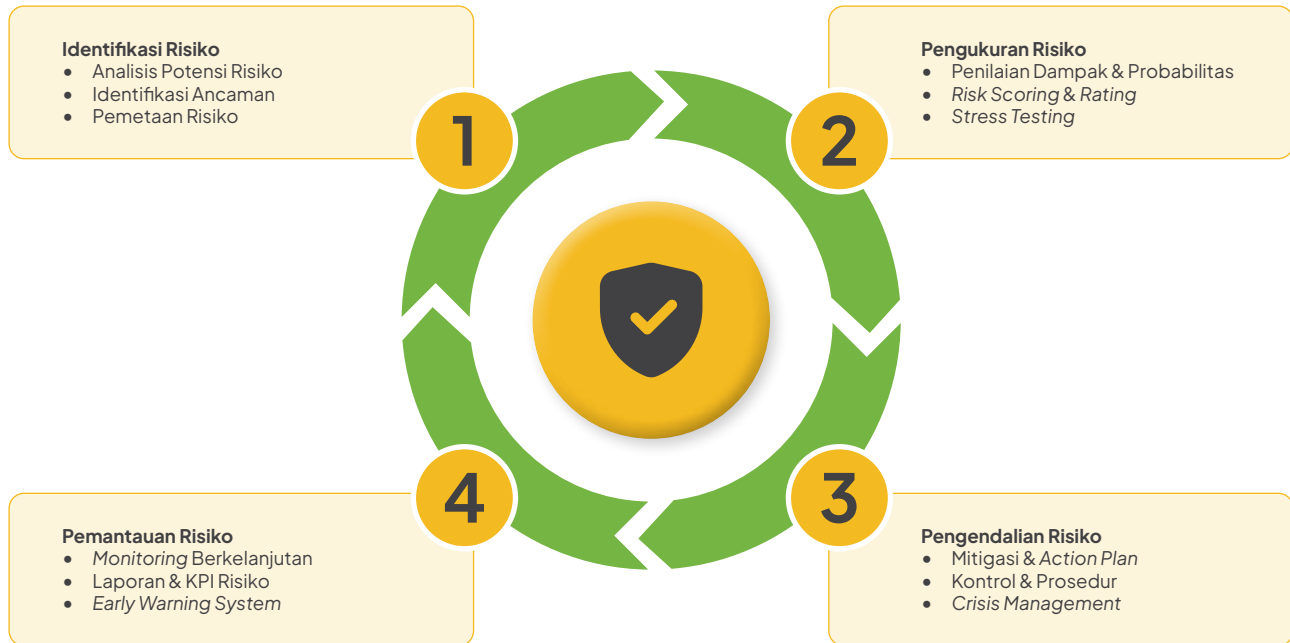 Identifikasi Risiko
● Analisis Potensi Risiko
● Identifikasi Ancaman
● Pemetaan Risiko
1
Pengukuran Risiko
● Penilaian Dampak & Probabilitas
● Risk Scoring & Rating
● Stress Testing
2
Pengendalian Risiko
● Mitigasi & Action Plan
● Kontrol & Prosedur
● Crisis Management
3
Pemantauan Risiko
● Monitoring Berkelanjutan
● Laporan & KPI Risiko
● Early Warning System
4